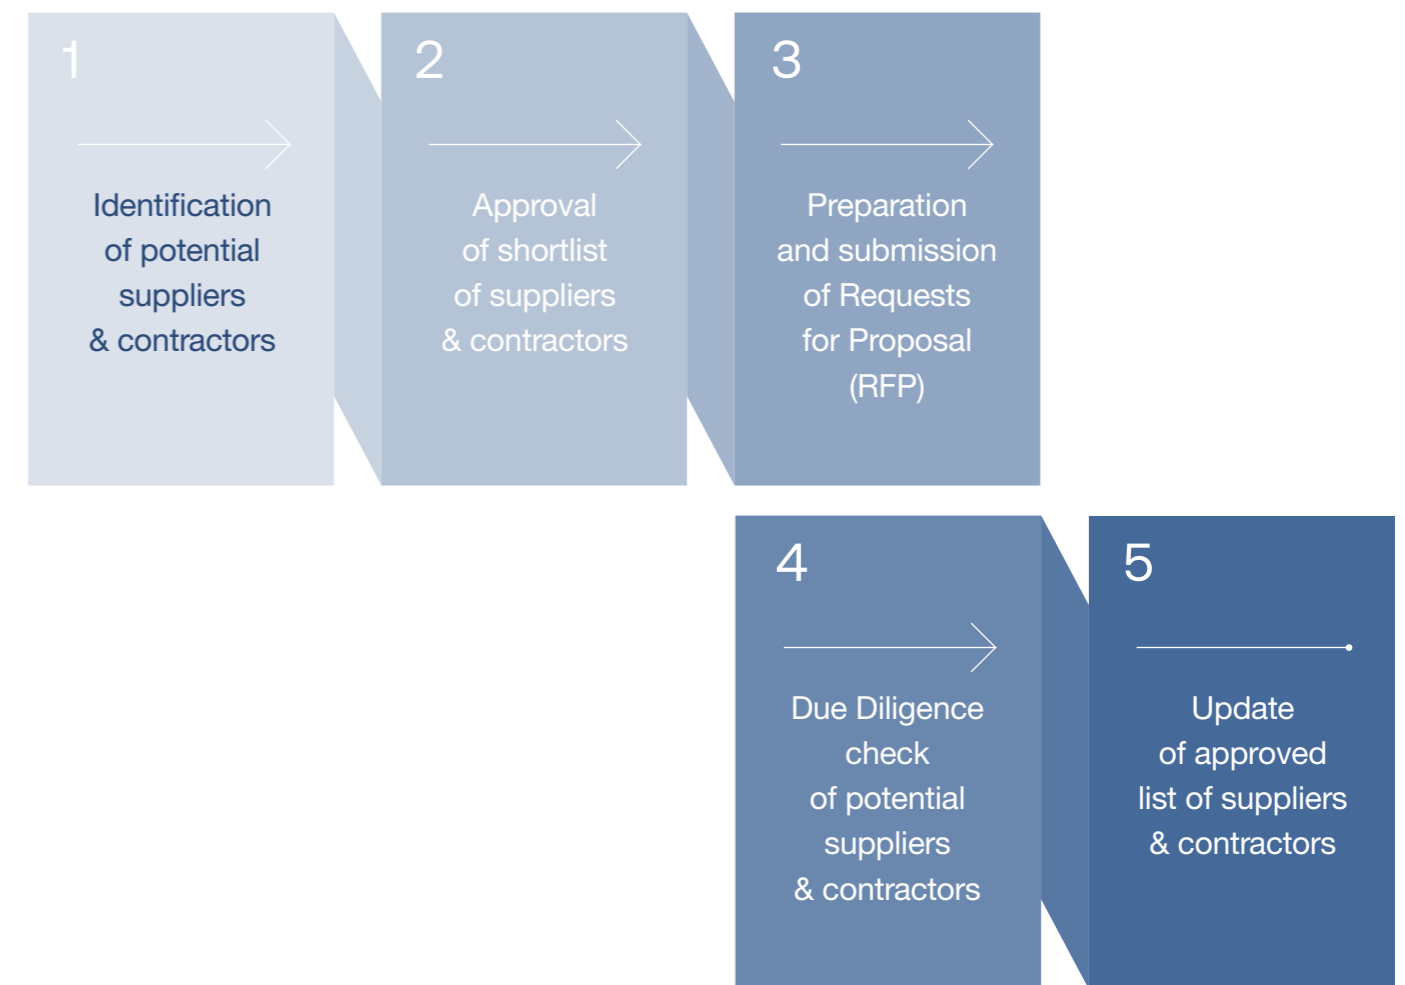 1
Identification
of potential
suppliers
& contractors
2
Approval
of shortlist
of suppliers
& contractors
3
Preparation
and submission
of Requests
for Proposal
(RFP)
4
Due Diligence
check
of potential
suppliers
& contractors
5
Update
of approved
list of suppliers
& contractors